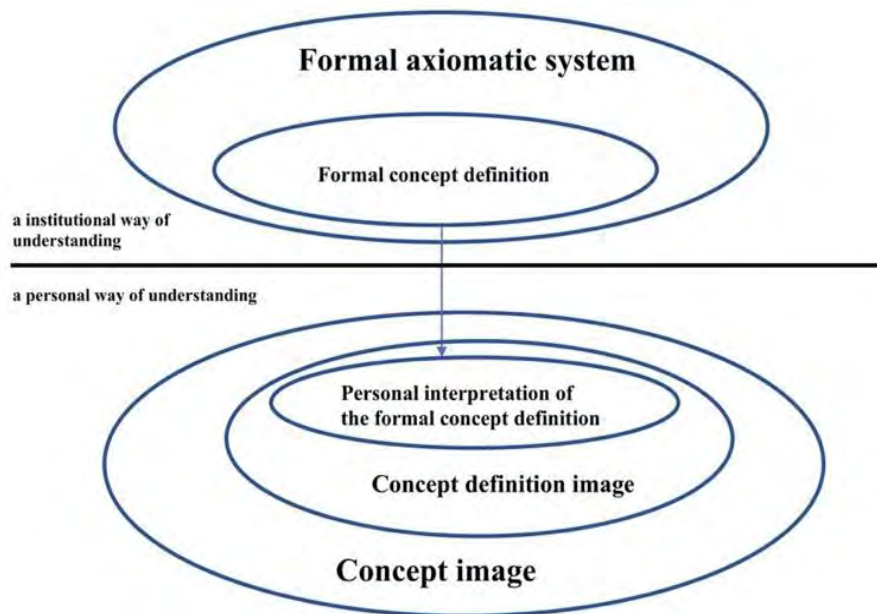 Formal axiomatic system
Formal concept definition
a institutional way of
understanding
a personal way of understanding
Personal interpretation of
the formal concept definition
Concept definition image
Concept image